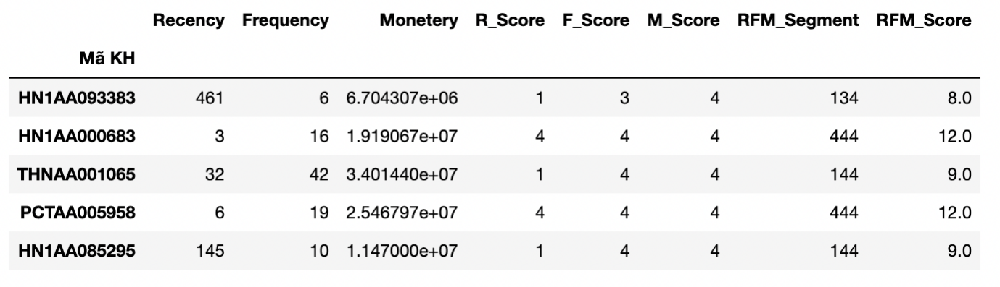 Recency Frequency Monetery R_Score F_Score M_Score RFM_Segment RFM_Score
Mã KH
HN1AA093383 461 6 6.704307e+06 1 3 4 134 8.0
HN1AA000683 3 16 1.919067e+07 4 4 4 444 12.0
THNAA001065 32 42 3.401440e+07 1 4 4 144 9.0
PCTAA005958 6 19 2.546797e+07 4 4 4 444 12.0
HN1AA085295 145 10 1.147000e+07 1 4 4 144 9.0